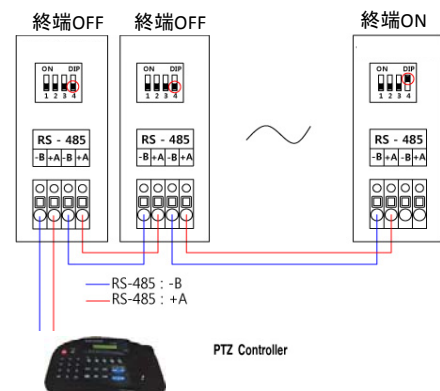 終端OFF
終端OFF
終端ON
ON DIP
1 2 3 4
ON DIP
1 2 3 4
ON DIP
1 2 3 4
RS - 485
-B +A -B +A
RS - 485
-B +A -B +A
RS - 485
-B +A -B +A
RS-485 : -B
RS-485 : +A
PTZ Controller